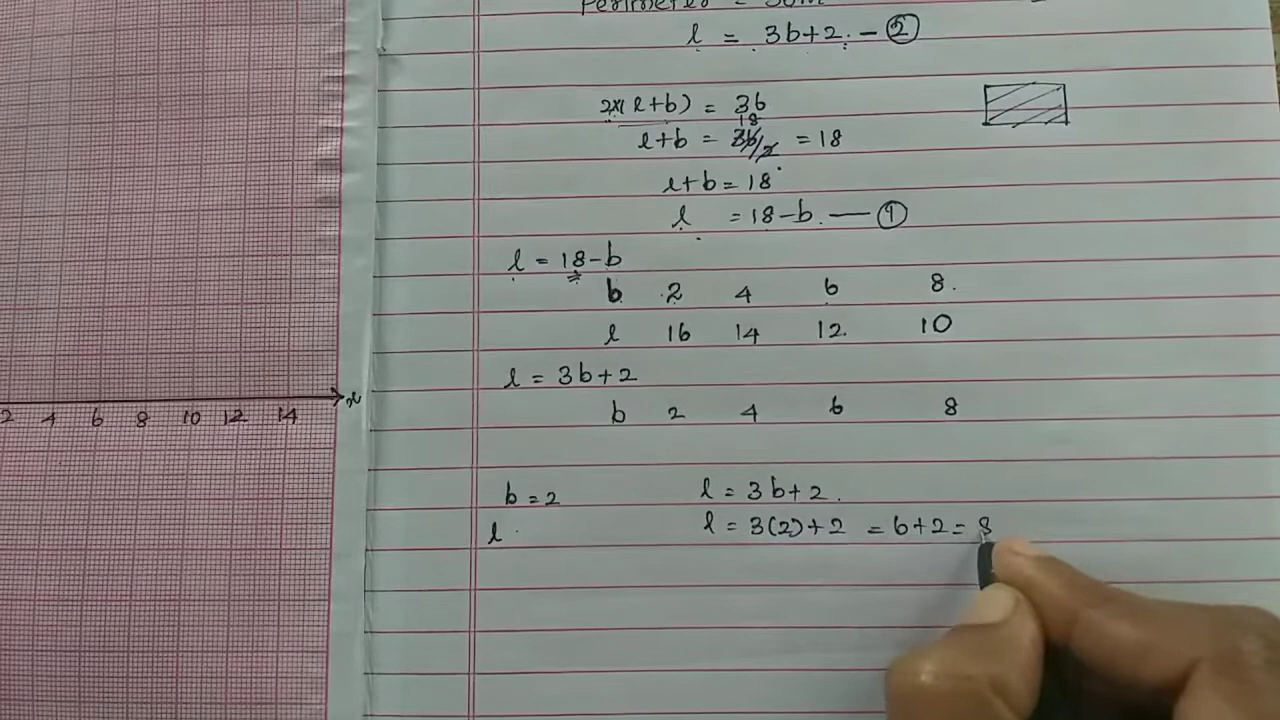 l = 3b+2. — ②
2×(l+b) = 36
18
l+b = 36/2 = 18
l+b = 18
l = 18-b. — ①
l = 18-b
b 2 4 6 8.
l 16 14 12. 10
l = 3b+2
x
2 4 6 8 10 12 14
b 2 4 6 8
b = 2 l = 3b+2.
l l = 3(2)+2 = 6+2 = 8